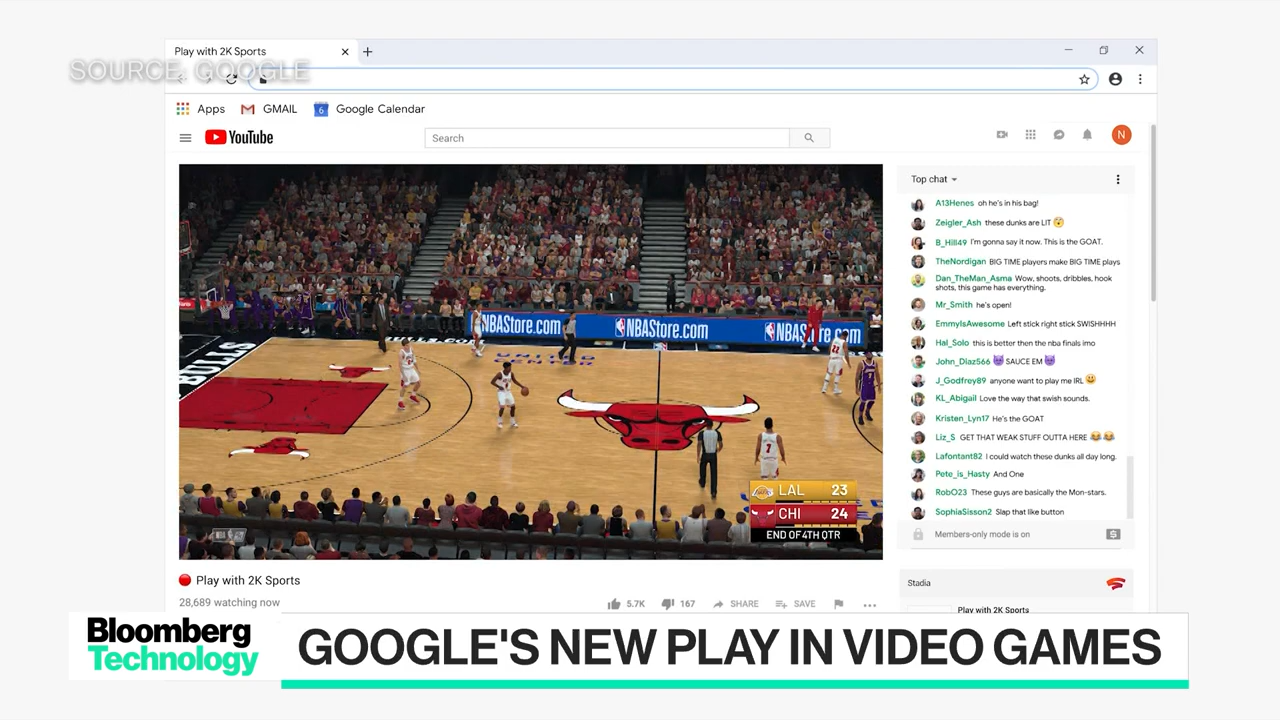 Play with 2K Sports
SOURCE: GOOGLE
Apps
GMAIL
6
Google Calendar
YouTube
Search
N
Top chat
A13Henes oh he's in his bag!
Zeigler_Ash these dunks are LIT 😲
B_Hill49 I'm gonna say it now. This is the GOAT.
TheNordigan BIG TIME players make BIG TIME plays
Dan_TheMan_Asma Wow, shoots, dribbles, hook
shots, this game has everything.
Mr_Smith he's open!
EmmyIsAwesome Left stick right stick SWISHHHH
Hal_Solo this is better then the nba finals imo
John_Diaz566 😈 SAUCE EM 😈
J_Godfrey89 anyone want to play me IRL 😃
KL_Abigail Love the way that swish sounds.
Kristen_Lyn17 He's the GOAT
Liz_S GET THAT WEAK STUFF OUTTA HERE 😂😂
Lafontant82 I could watch these dunks all day long.
Pete_is_Hasty And One
RobO23 These guys are basically the Mon-stars.
SophiaSisson2 Slap that like button
Members-only mode is on
$
NBAStore.com
NBAStore.com
NBAStore.com
BULLS
UNITED
CENTER
7
22
LAL 23
CHI 24
END OF 4TH QTR
Play with 2K Sports
28,689 watching now
5.7K
167
SHARE
SAVE
Stadia
Play with 2K Sports
Bloomberg
Technology
GOOGLE'S NEW PLAY IN VIDEO GAMES